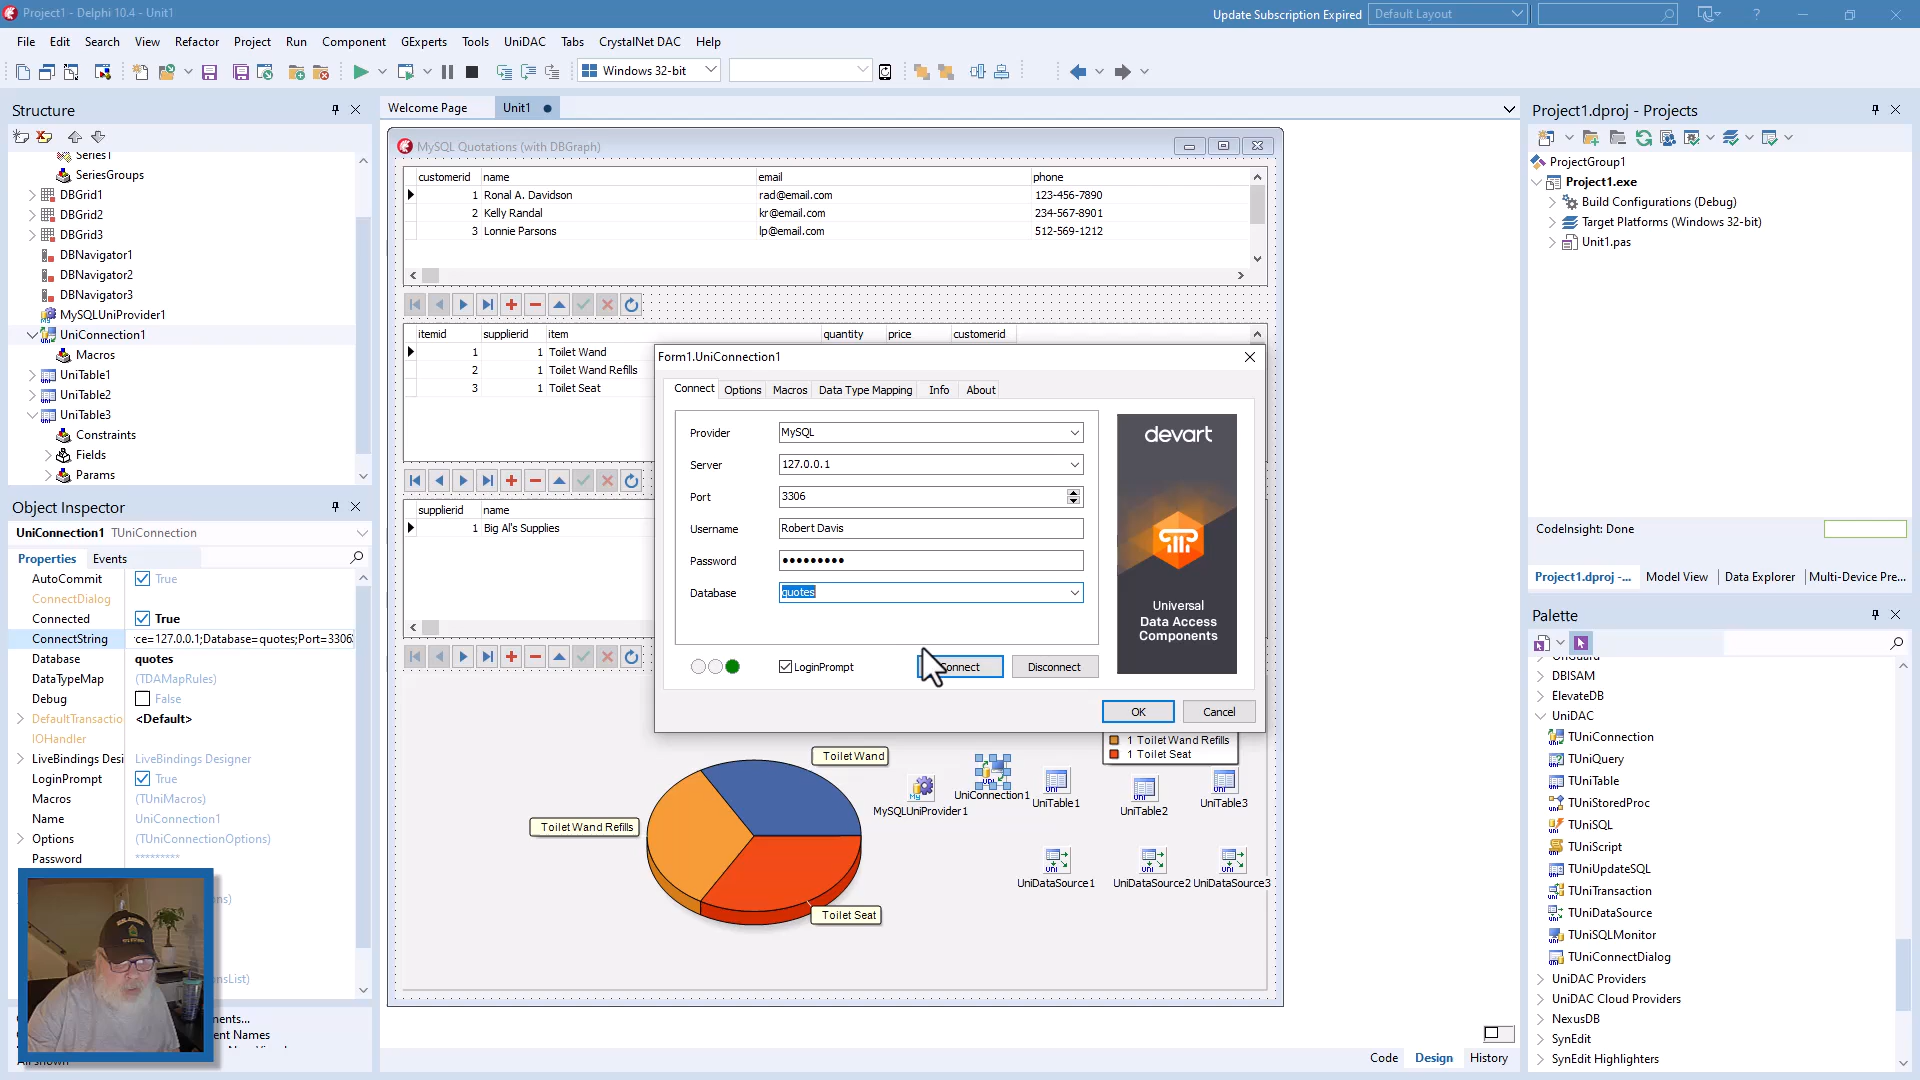 Project1 - Delphi 10.4 - Unit1
Update Subscription Expired
Default Layout
File Edit Search View Refactor Project Run Component GExperts Tools UniDAC Tabs CrystalNet DAC Help
Windows 32-bit
Structure
Series1
SeriesGroups
DBGrid1
DBGrid2
DBGrid3
DBNavigator1
DBNavigator2
DBNavigator3
MySQLUniProvider1
UniConnection1
Macros
UniTable1
UniTable2
UniTable3
Constraints
Fields
Params
Object Inspector
UniConnection1 TUniConnection
Properties Events
AutoCommit True
ConnectDialog
Connected True
ConnectString ce=127.0.0.1;Database=quotes;Port=3306
Database quotes
DataTypeMap (TDAMapRules)
Debug False
DefaultTransactio <Default>
IOHandler
LiveBindings Desi LiveBindings Designer
LoginPrompt True
Macros (TUniMacros)
Name UniConnection1
Options (TUniConnectionOptions)
Password *********
Welcome Page Unit1
MySQL Quotations (with DBGraph)
customerid name email phone
1 Ronal A. Davidson rad@email.com 123-456-7890
2 Kelly Randal kr@email.com 234-567-8901
3 Lonnie Parsons lp@email.com 512-569-1212
itemid supplierid item quantity price customerid
1 1 Toilet Wand
2 1 Toilet Wand Refills
3 1 Toilet Seat
supplierid name
1 Big Al's Supplies
Form1.UniConnection1
Connect Options Macros Data Type Mapping Info About
Provider MySQL
Server 127.0.0.1
Port 3306
Username Robert Davis
Password •••••••••
Database quotes
LoginPrompt
Disconnect
OK Cancel
devart
Universal
Data Access
Components
1 Toilet Wand Refills
1 Toilet Seat
Toilet Wand
Toilet Wand Refills
Toilet Seat
MySQLUniProvider1
UniConnection1
UniTable1
UniTable2
UniTable3
UniDataSource1
UniDataSource2
UniDataSource3
Code Design History
Project1.dproj - Projects
ProjectGroup1
Project1.exe
Build Configurations (Debug)
Target Platforms (Windows 32-bit)
Unit1.pas
CodeInsight: Done
Project1.dproj -... Model View Data Explorer Multi-Device Pre...
Palette
DBISAM
ElevateDB
UniDAC
TUniConnection
TUniQuery
TUniTable
TUniStoredProc
TUniSQL
TUniScript
TUniUpdateSQL
TUniTransaction
TUniDataSource
TUniSQLMonitor
TUniConnectDialog
UniDAC Providers
UniDAC Cloud Providers
NexusDB
SynEdit
SynEdit Highlighters